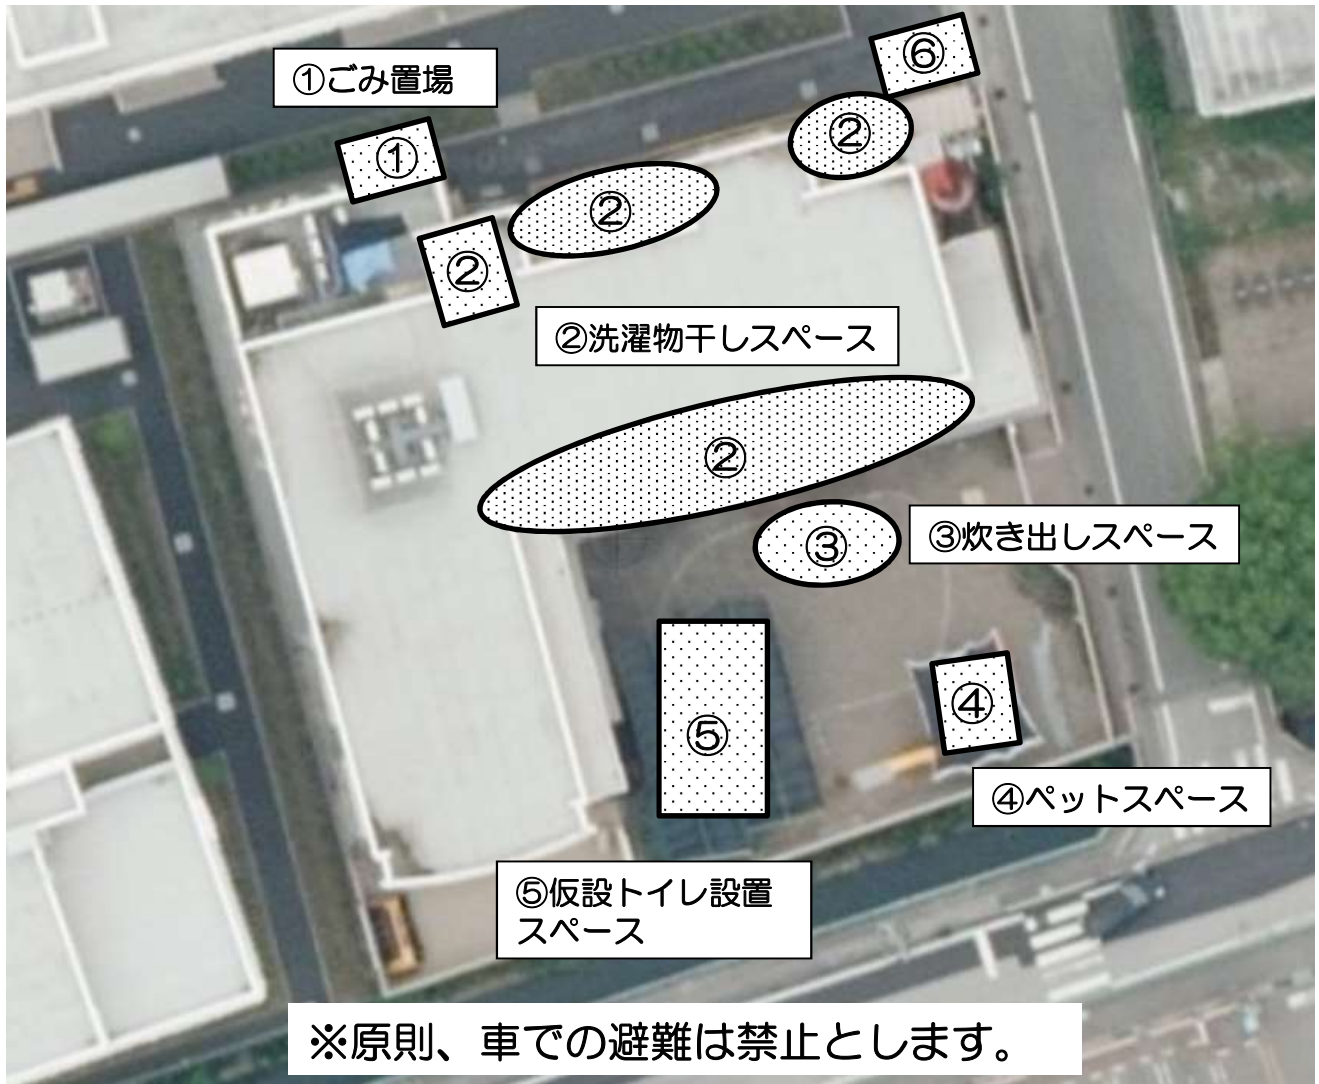 ⑥
①ごみ置場
②
①
②
②
②洗濯物干しスペース
②
③炊き出しスペース
③
④
⑤
④ペットスペース
⑤仮設トイレ設置
スペース
※原則、車での避難は禁止とします。